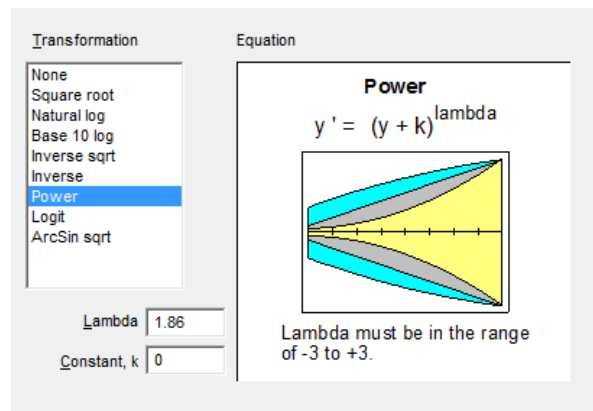 Transformation
None
Square root
Natural log
Base 10 log
Inverse sqrt
Inverse
Power
Logit
ArcSin sqrt
Lambda 1.86
Constant, k 0
Equation
Power
y ' = (y + k)lambda
Lambda must be in the range
of -3 to +3.